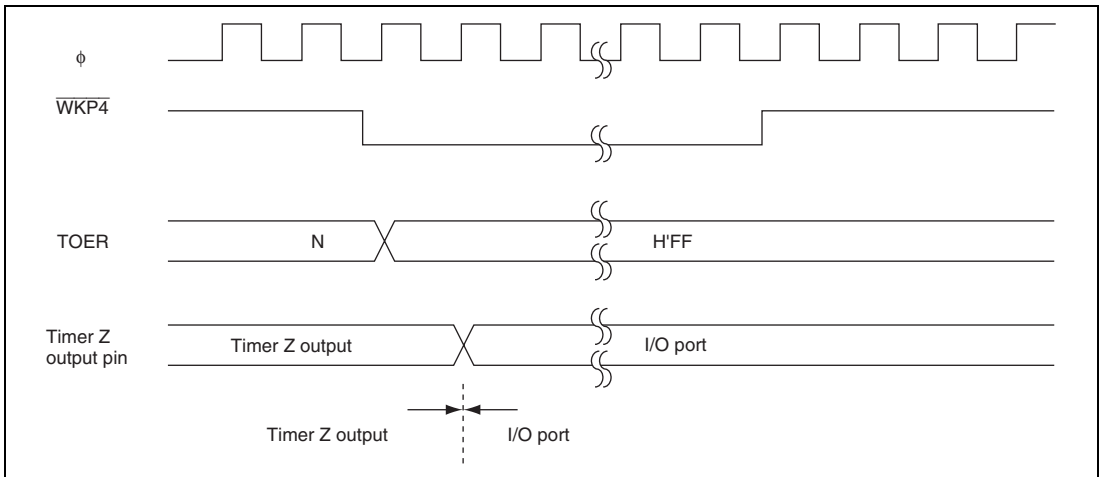 ϕ
WKP4
TOER
N
H'FF
Timer Z
output pin
Timer Z output
I/O port
Timer Z output
I/O port